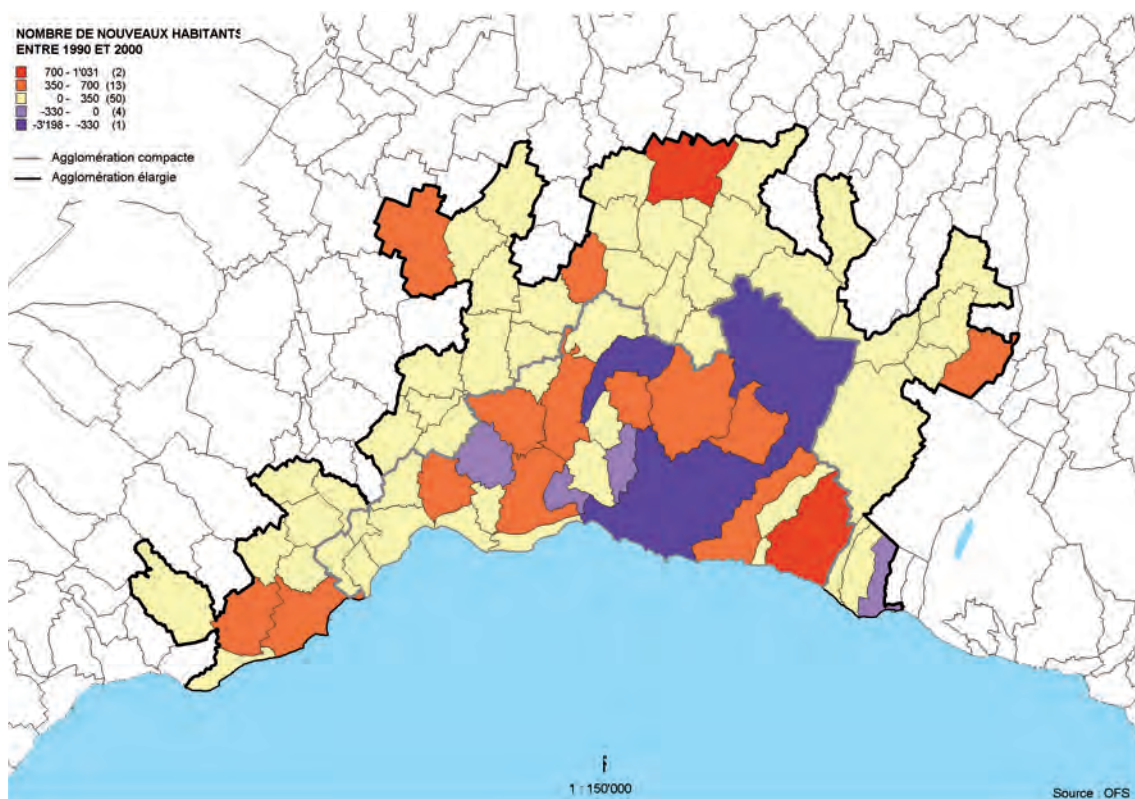 NOMBRE DE NOUVEAUX HABITANTS
ENTRE 1990 ET 2000
700 - 1'031 (2)
350 - 700 (13)
0 - 350 (50)
-330 - 0 (4)
-3'198 - -330 (1)
Agglomération compacte
Agglomération élargie
1 : 150'000
Source : OFS